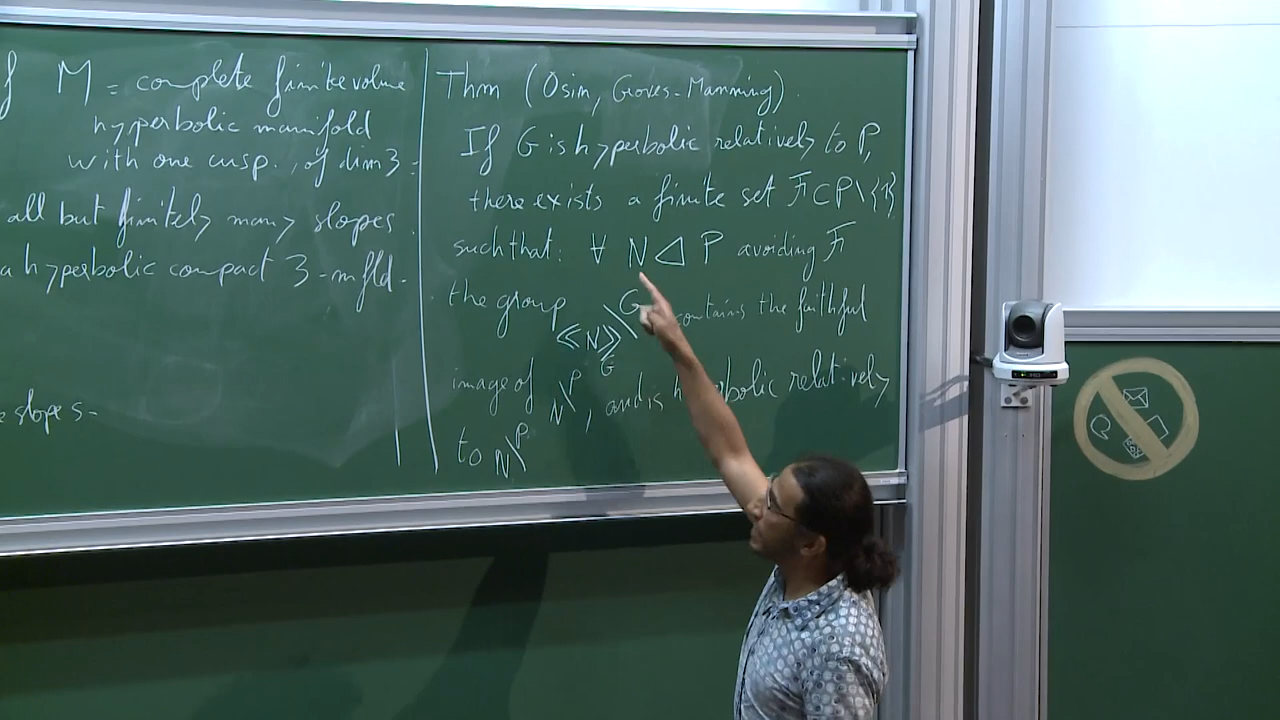 f M = complete finite volume
hyperbolic manifold
with one cusp, of dim 3.
all but finitely many slopes
a hyperbolic compact 3-mfld.
e slopes-
Thm (Osin, Groves-Manning).
If G is hyperbolic relatively to P,
there exists a finite set F ⊂ P\{1}
such that: ∀ N ◁ P avoiding F
the group ⟪N⟫_G\G contains the faithful
image of N\P, and is hyperbolic relatively
to N\P